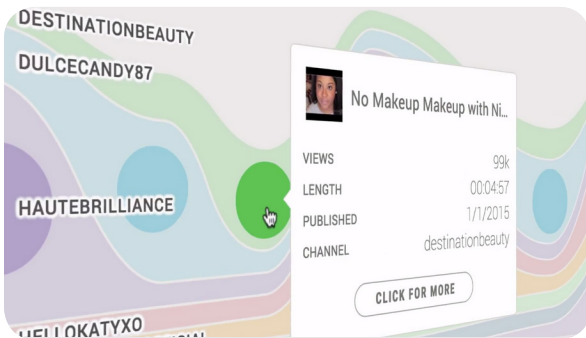 DESTINATIONBEAUTY
DULCECANDY87
HAUTEBRILLIANCE
HELLOKATYXO
No Makeup Makeup with Ni...
VIEWS 99k
LENGTH 00:04:57
PUBLISHED 1/1/2015
CHANNEL destinationbeauty
CLICK FOR MORE